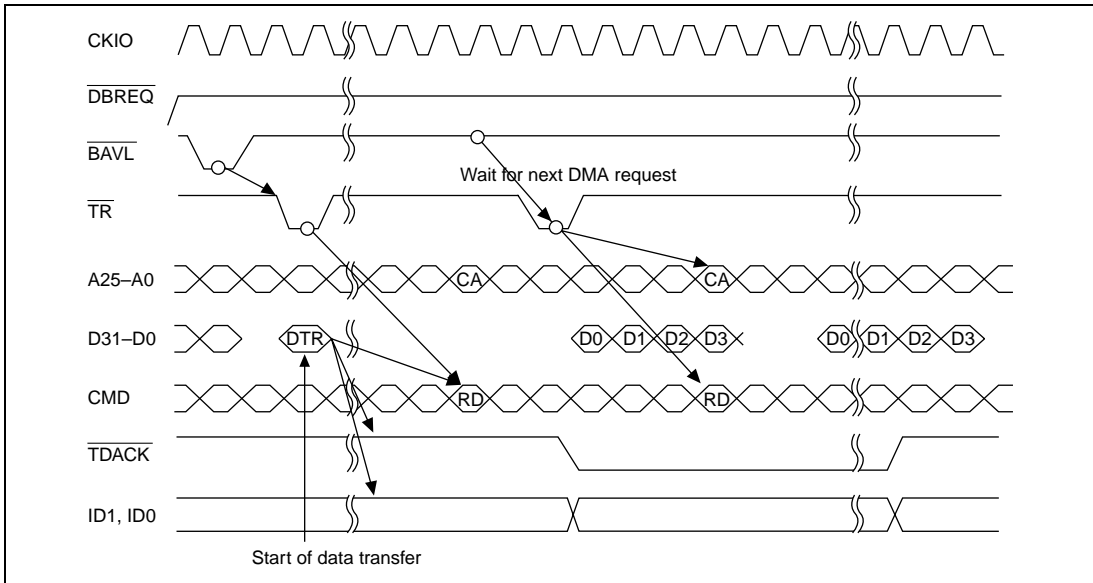 CKIO
DBREQ
BAVL
Wait for next DMA request
TR
A25–A0 CA CA
D31–D0 DTR D0 D1 D2 D3 D0 D1 D2 D3
CMD RD RD
TDACK
ID1, ID0
Start of data transfer